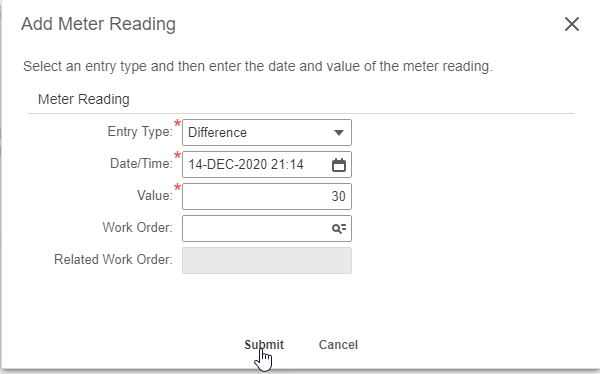 Add Meter Reading
Select an entry type and then enter the date and value of the meter reading.
Meter Reading
Entry Type:* Difference
Date/Time:* 14-DEC-2020 21:14
Value:* 30
Work Order:
Related Work Order:
Submit Cancel